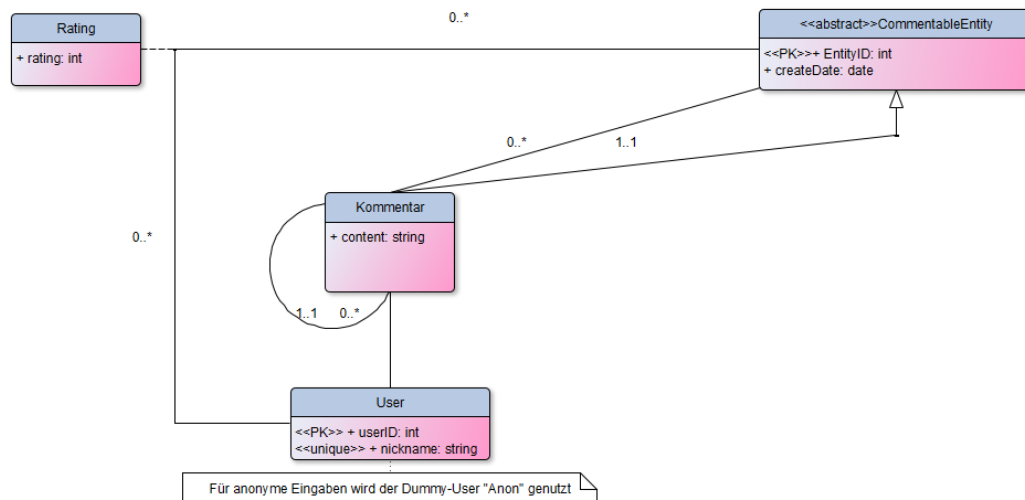 0..*
Rating
+ rating: int
<<abstract>>CommentableEntity
<<PK>>+ EntityID: int
+ createDate: date
0..*
1..1
Kommentar
+ content: string
0..*
1..1
0..*
User
<<PK>> + userID: int
<<unique>> + nickname: string
Für anonyme Eingaben wird der Dummy-User "Anon" genutzt